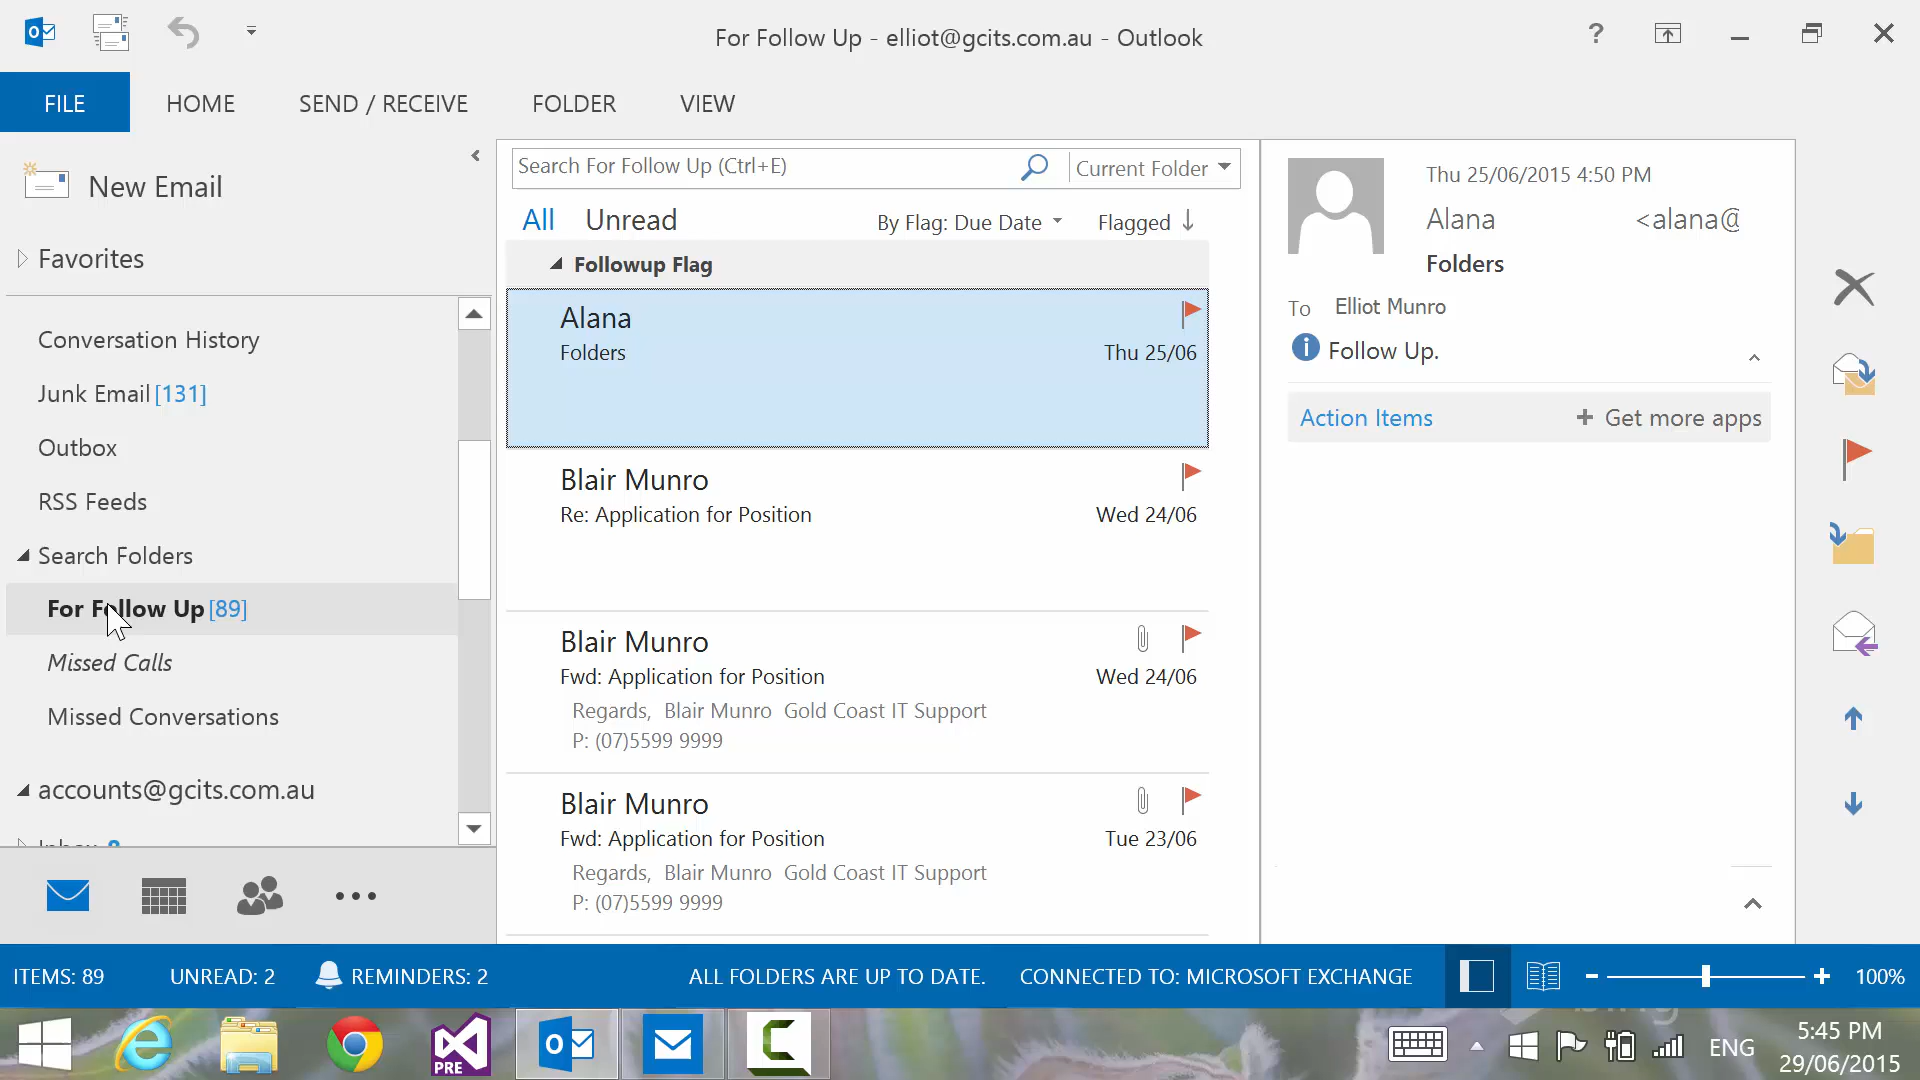 For Follow Up - elliot@gcits.com.au - Outlook
?
FILE
HOME
SEND / RECEIVE
FOLDER
VIEW
New Email
Favorites
Conversation History
Junk Email [131]
Outbox
RSS Feeds
Search Folders
For Follow Up [89]
Missed Calls
Missed Conversations
accounts@gcits.com.au
Search For Follow Up (Ctrl+E)
Current Folder
All
Unread
By Flag: Due Date
Flagged
Followup Flag
Alana
Folders
Thu 25/06
Blair Munro
Re: Application for Position
Wed 24/06
Blair Munro
Fwd: Application for Position
Wed 24/06
Regards, Blair Munro Gold Coast IT Support
P: (07)5599 9999
Blair Munro
Fwd: Application for Position
Tue 23/06
Regards, Blair Munro Gold Coast IT Support
P: (07)5599 9999
Thu 25/06/2015 4:50 PM
Alana <alana@
Folders
To Elliot Munro
Follow Up.
Action Items
+ Get more apps
ITEMS: 89
UNREAD: 2
REMINDERS: 2
ALL FOLDERS ARE UP TO DATE.
CONNECTED TO: MICROSOFT EXCHANGE
100%
PRE
ENG
5:45 PM
29/06/2015